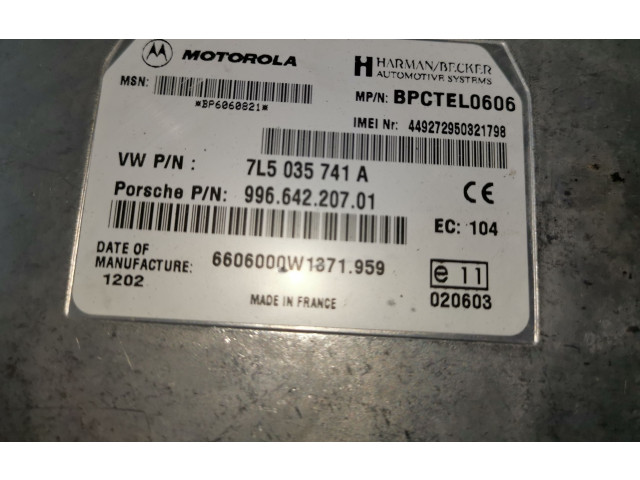 MOTOROLA
HARMAN/BECKER
AUTOMOTIVE SYSTEMS
MSN:
*BP6060821*
MP/N: BPCTEL0606
IMEI Nr: 449272950321798
VW P/N : 7L5 035 741 A
Porsche P/N: 996.642.207.01
CE
EC: 104
DATE OF
MANUFACTURE:
1202
6606000W1371.959
e 11
020603
MADE IN FRANCE